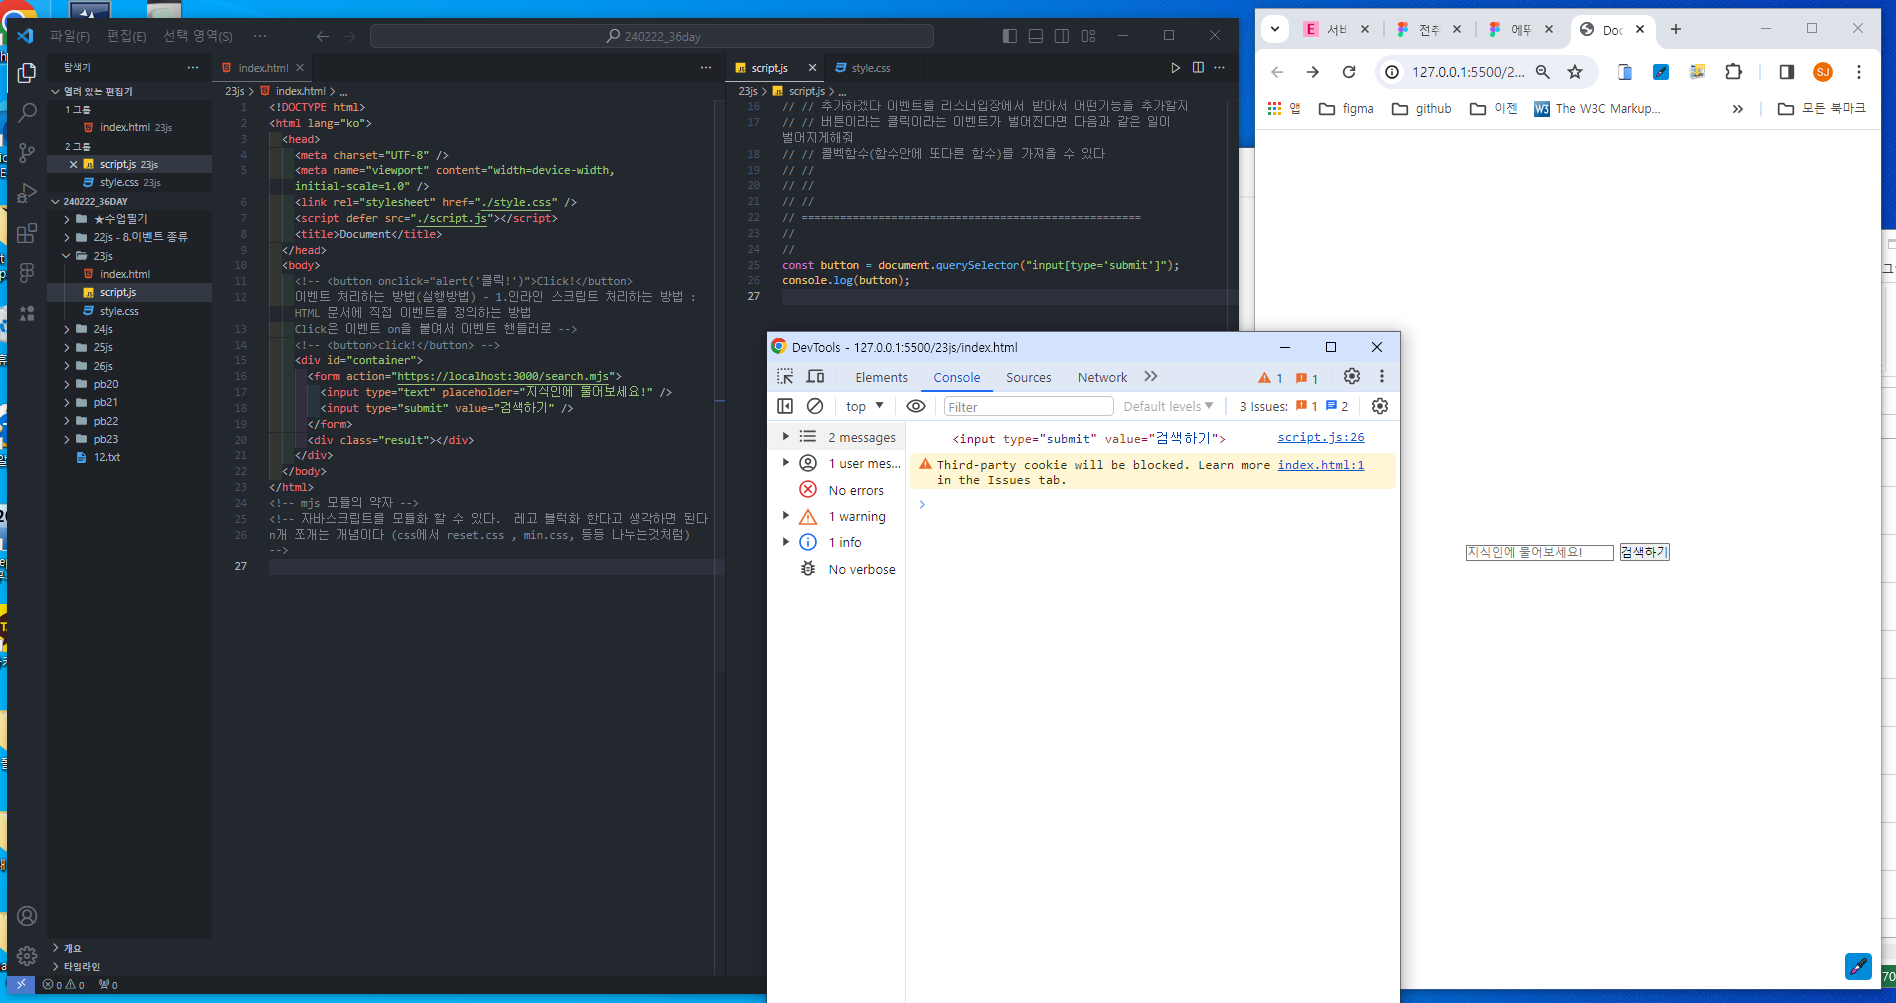 파일(F) 편집(E) 선택 영역(S) ···
240222_36day
탐색기
열려 있는 편집기
1 그룹
index.html 23js
2 그룹
script.js 23js
style.css 23js
240222_36DAY
★수업필기
22js - 8.이벤트 종류
23js
index.html
script.js
style.css
24js
25js
26js
pb20
pb21
pb22
pb23
12.txt
개요
타임라인
0 0 0
index.html
23js > index.html > ...
1 <!DOCTYPE html>
2 <html lang="ko">
3 <head>
4 <meta charset="UTF-8" />
5 <meta name="viewport" content="width=device-width,
initial-scale=1.0" />
6 <link rel="stylesheet" href="./style.css" />
7 <script defer src="./script.js"></script>
8 <title>Document</title>
9 </head>
10 <body>
11 <!-- <button onclick="alert('클릭!')">Click!</button>
12 이벤트 처리하는 방법(실행방법) - 1.인라인 스크립트 처리하는 방법 :
HTML 문서에 직접 이벤트를 정의하는 방법
13 Click은 이벤트 on을 붙여서 이벤트 핸들러로 -->
14 <!-- <button>click!</button> -->
15 <div id="container">
16 <form action="https://localhost:3000/search.mjs">
17 <input type="text" placeholder="지식인에 물어보세요!" />
18 <input type="submit" value="검색하기" />
19 </form>
20 <div class="result"></div>
21 </div>
22 </body>
23 </html>
24 <!-- mjs 모듈의 약자 -->
25 <!-- 자바스크립트를 모듈화 할 수 있다. 레고 블럭화 한다고 생각하면 된다
26 n개 쪼개는 개념이다 (css에서 reset.css , min.css, 등등 나누는것처럼)
-->
27
script.js style.css
23js > script.js > ...
16 // // 추가하겠다 이벤트를 리스너입장에서 받아서 어떤기능을 추가할지
17 // // 버튼이라는 클릭이라는 이벤트가 벌어진다면 다음과 같은 일이
벌어지게해줘
18 // // 콜백함수(함수안에 또다른 함수)를 가져올 수 있다
19 // //
20 // //
21 // //
22 // =====================================================
23 //
24 //
25 const button = document.querySelector("input[type='submit']");
26 console.log(button);
27
DevTools - 127.0.0.1:5500/23js/index.html
Elements Console Sources Network 1 1
top Filter Default levels 3 Issues: 1 2
2 messages
1 user mes...
No errors
1 warning
1 info
No verbose
<input type="submit" value="검색하기"> script.js:26
Third-party cookie will be blocked. Learn more index.html:1
in the Issues tab.
서비 전추 에뚜 Doc
127.0.0.1:5500/2... SJ
앱 figma github 이젠 W3 The W3C Markup... 모든 북마크
지식인에 물어보세요! 검색하기
70